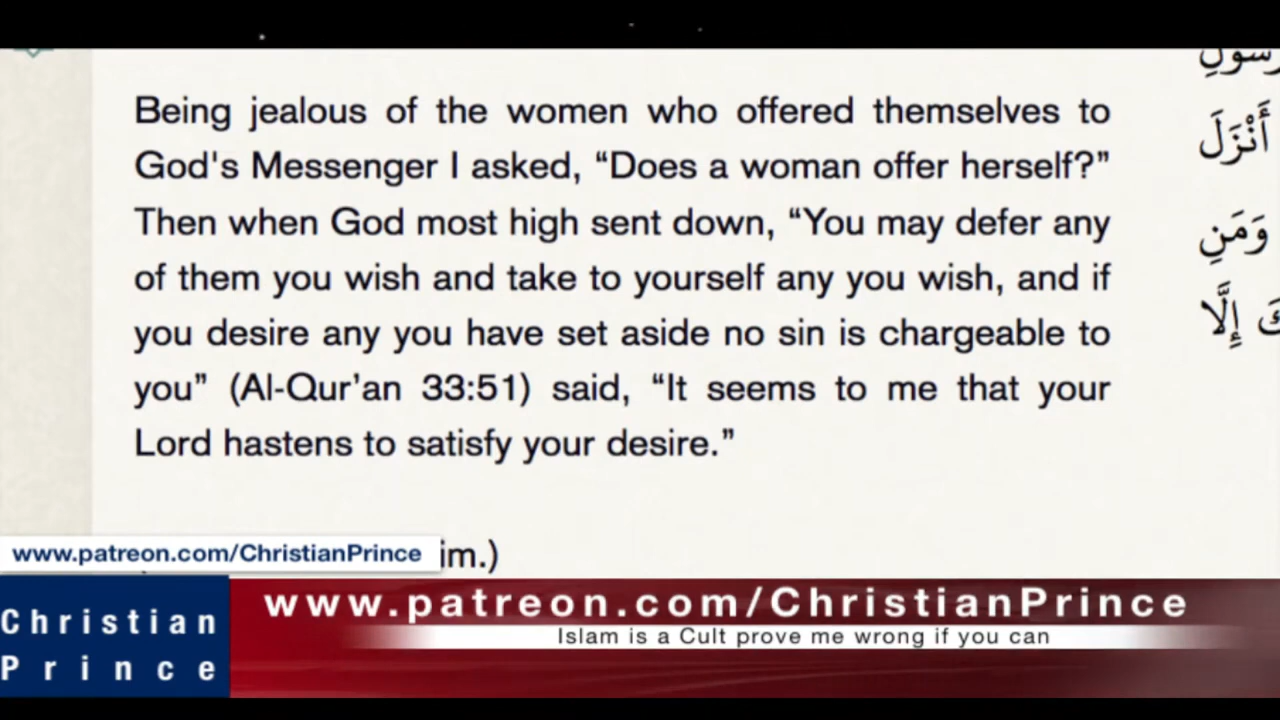 Being jealous of the women who offered themselves to
God's Messenger I asked, “Does a woman offer herself?”
Then when God most high sent down, “You may defer any
of them you wish and take to yourself any you wish, and if
you desire any you have set aside no sin is chargeable to
you” (Al-Qur’an 33:51) said, “It seems to me that your
Lord hastens to satisfy your desire.”
أَنْزَلَ
وَمَنِ
إِلَّا
im.)
www.patreon.com/ChristianPrince
www.patreon.com/ChristianPrince
Islam is a Cult prove me wrong if you can
Christian
Prince